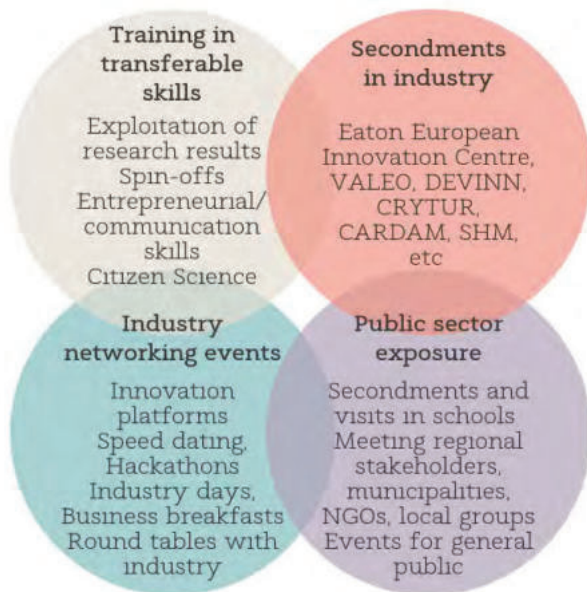 Training in
transferable
skills
Exploitation of
research results
Spin-offs
Entrepreneurial/
communication
skills
Citizen Science
Secondments
in industry
Eaton European
Innovation Centre,
VALEO, DEVINN,
CRYTUR,
CARDAM, SHM,
etc
Industry
networking events
Innovation
platforms
Speed dating,
Hackathons
Industry days,
Business breakfasts
Round tables with
industry
Public sector
exposure
Secondments and
visits in schools
Meeting regional
stakeholders,
municipalities,
NGOs, local groups
Events for general
public